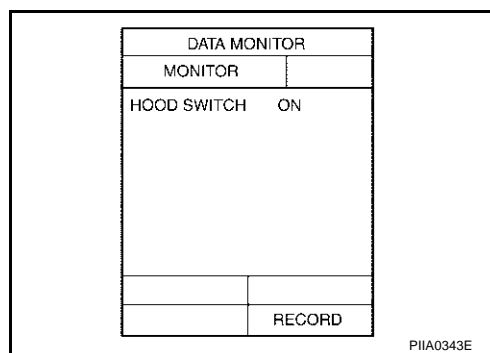 DATA MONITOR
MONITOR
HOOD SWITCH ON
RECORD
PIIA0343E